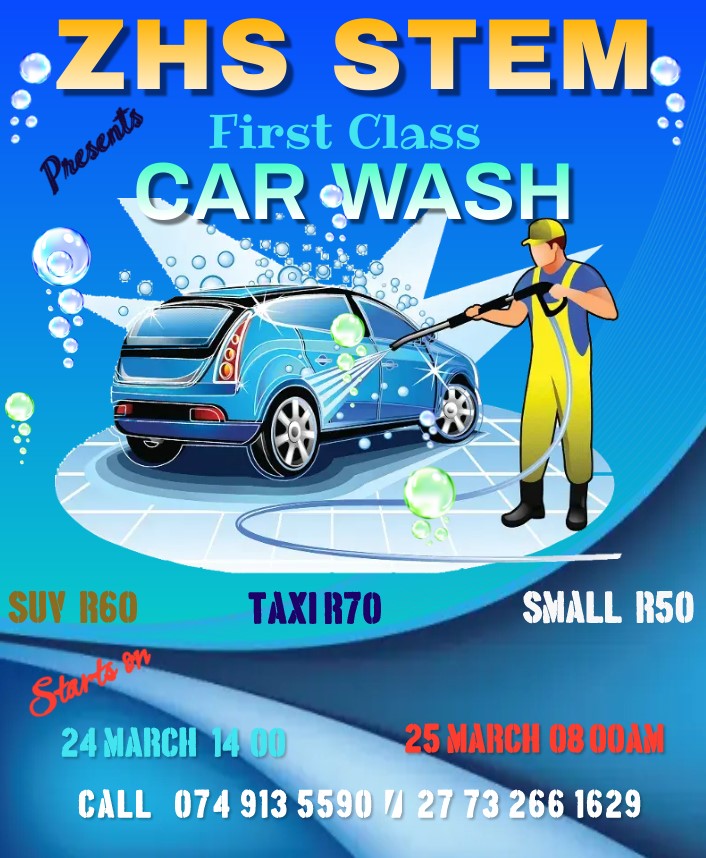 ZHS STEM
Presents
First Class
CAR WASH
SUV R60 TAXI R70 SMALL R50
Starts on
24 MARCH 14 00 25 MARCH 08 00AM
CALL 074 913 5590 / 27 73 266 1629